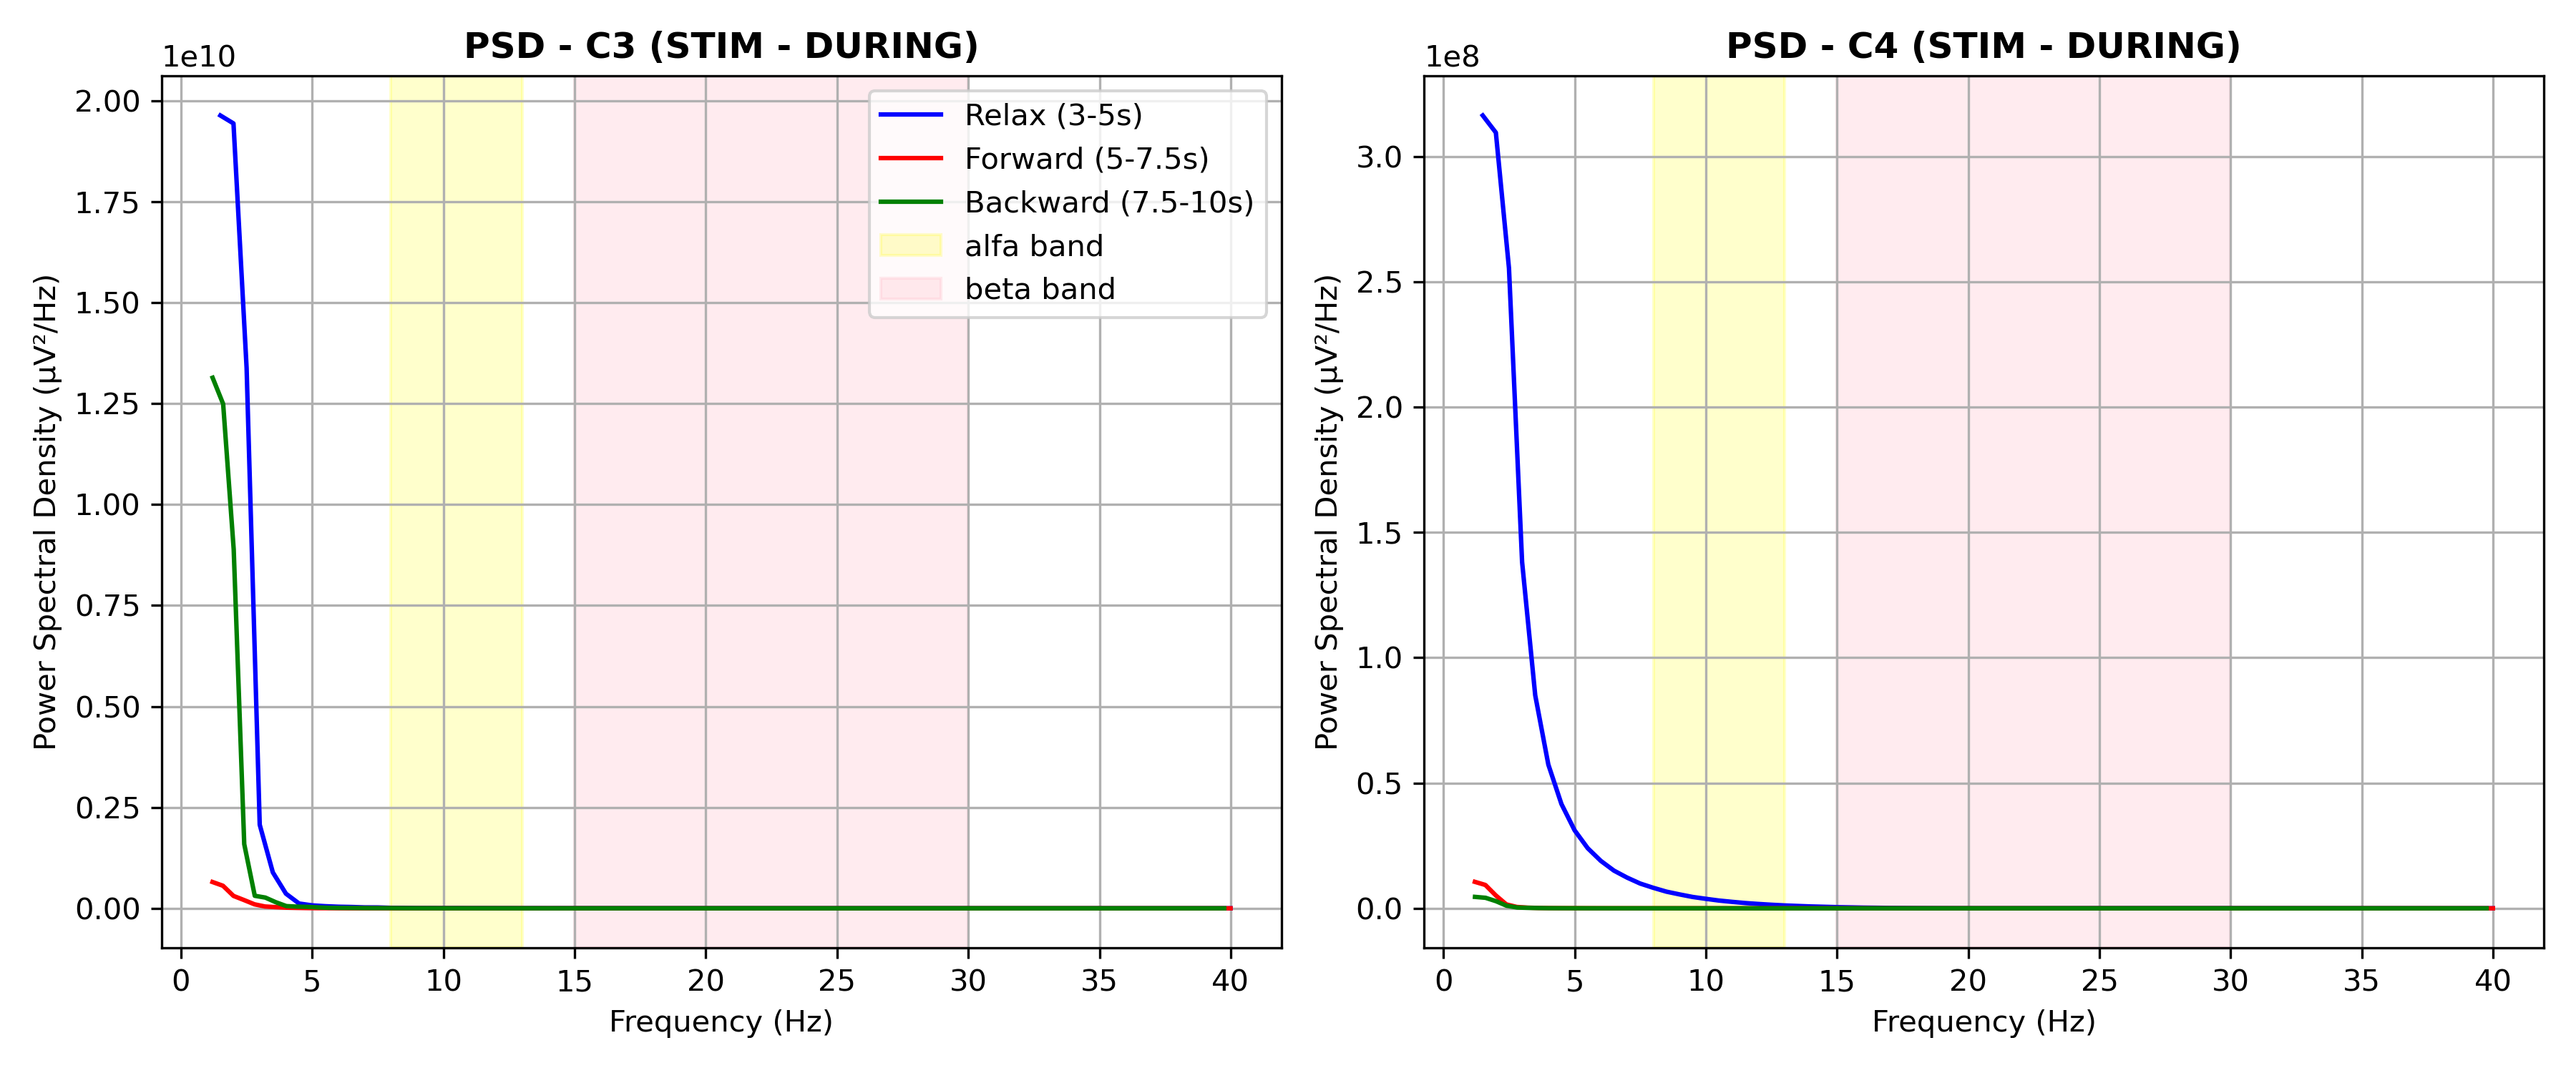 PSD - C3 (STIM - DURING)
1e10
2.00
1.75
1.50
1.25
1.00
0.75
0.50
0.25
0.00
Power Spectral Density (µV²/Hz)
Relax (3-5s)
Forward (5-7.5s)
Backward (7.5-10s)
alfa band
beta band
0 5 10 15 20 25 30 35 40
Frequency (Hz)
PSD - C4 (STIM - DURING)
1e8
3.0
2.5
2.0
1.5
1.0
0.5
0.0
Power Spectral Density (µV²/Hz)
0 5 10 15 20 25 30 35 40
Frequency (Hz)